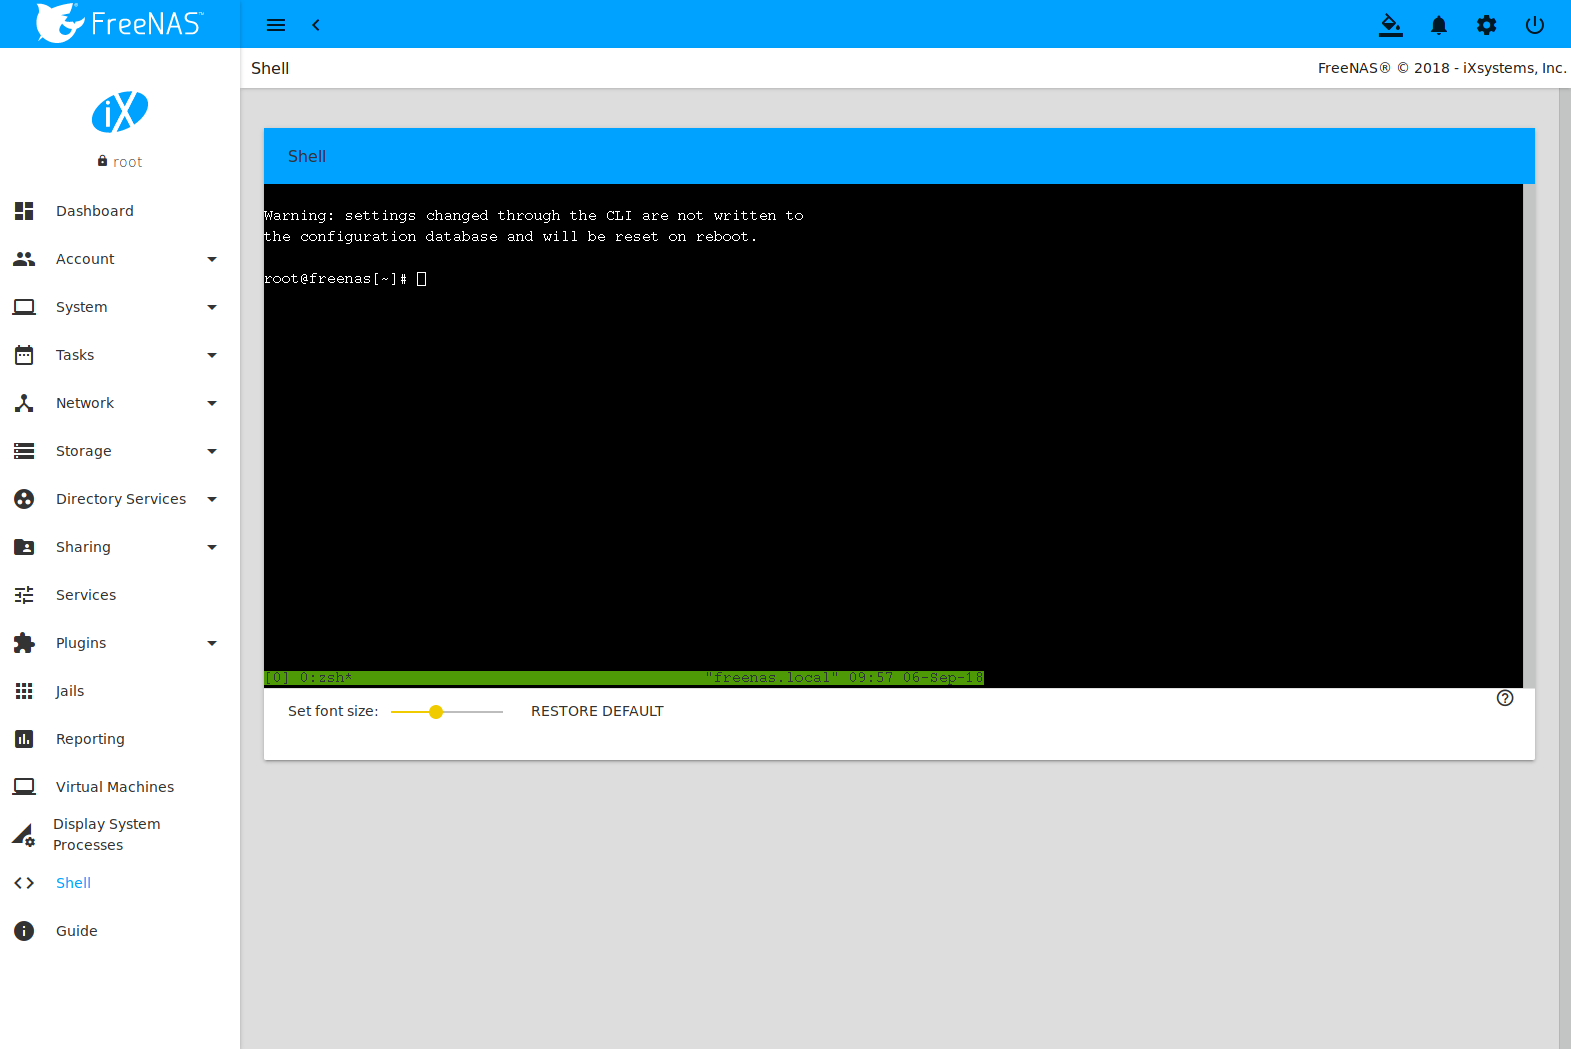 FreeNAS™
Shell
FreeNAS® © 2018 - iXsystems, Inc.
iX
root
Dashboard
Account
System
Tasks
Network
Storage
Directory Services
Sharing
Services
Plugins
Jails
Reporting
Virtual Machines
Display System
Processes
Shell
Guide
Shell
Warning: settings changed through the CLI are not written to
the configuration database and will be reset on reboot.
root@freenas[~]#
[0] 0:zsh* "freenas.local" 09:57 06-Sep-18
Set font size:
RESTORE DEFAULT